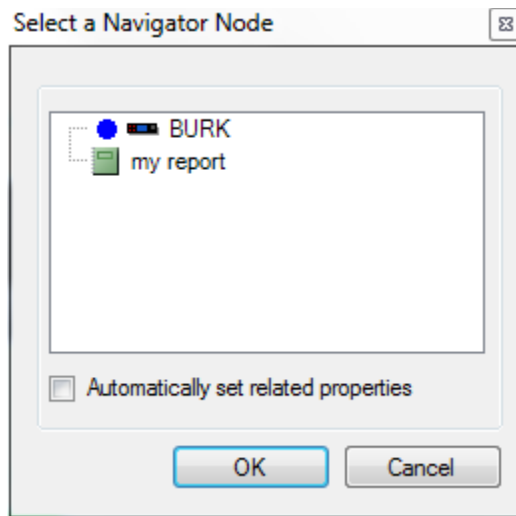 Select a Navigator Node
BURK
my report
Automatically set related properties
OK
Cancel